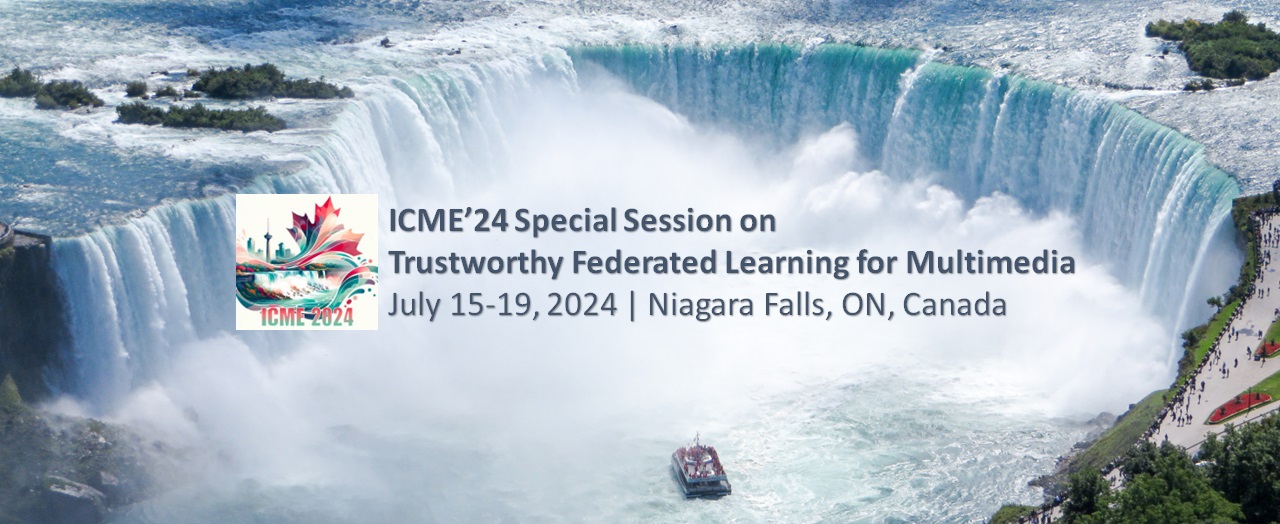 ICME’24 Special Session on
Trustworthy Federated Learning for Multimedia
July 15-19, 2024 | Niagara Falls, ON, Canada
ICME 2024